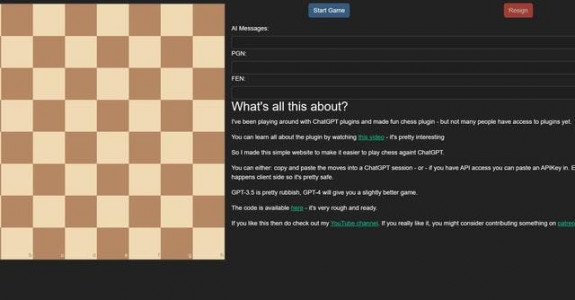 Start Game
Resign
AI Messages:
PGN:
FEN:
What's all this about?
I've been playing around with ChatGPT plugins and made fun chess plugin - but not many people have access to plugins yet.
You can learn all about the plugin by watching this video - it's pretty interesting
So I made this simple website to make it easier to play chess againt ChatGPT.
You can either: copy and paste the moves into a ChatGPT session - or - if you have API access you can paste an APIKey in. E
happens client side so it's pretty safe.
GPT-3.5 is pretty rubbish, GPT-4 will give you a slightly better game.
The code is available here - it's very rough and ready.
If you like this then do check out my YouTube channel. If you really like it, you might consider contributing something on patreo